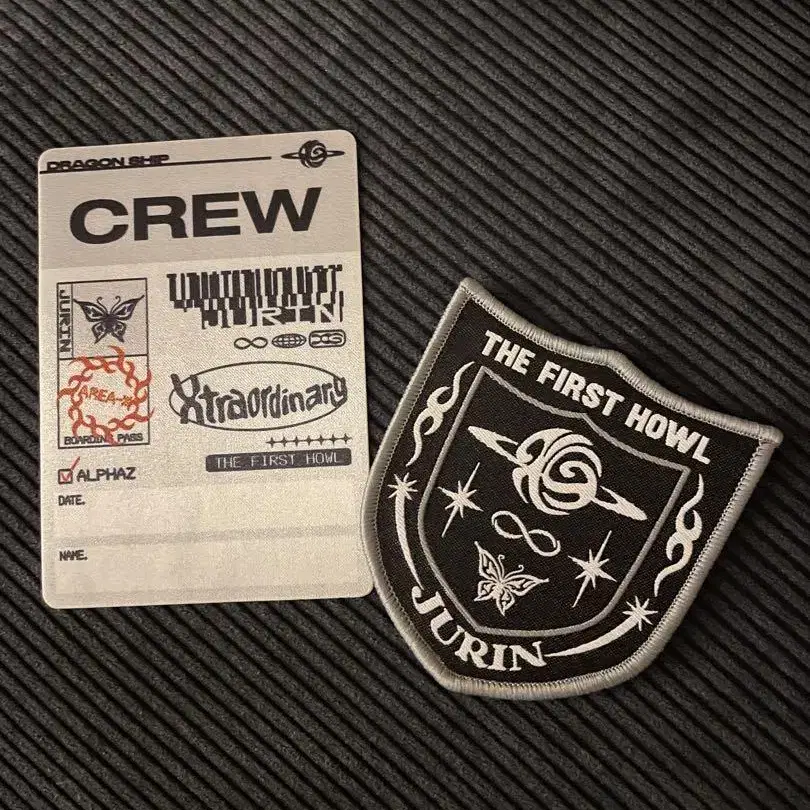 DRAGON SHIP
CREW
JURIN
JURIN
XG
AREA
Xtraordinary
BOARDING PASS
THE FIRST HOWL
ALPHAZ
DATE.
NAME.
THE FIRST HOWL
JURIN